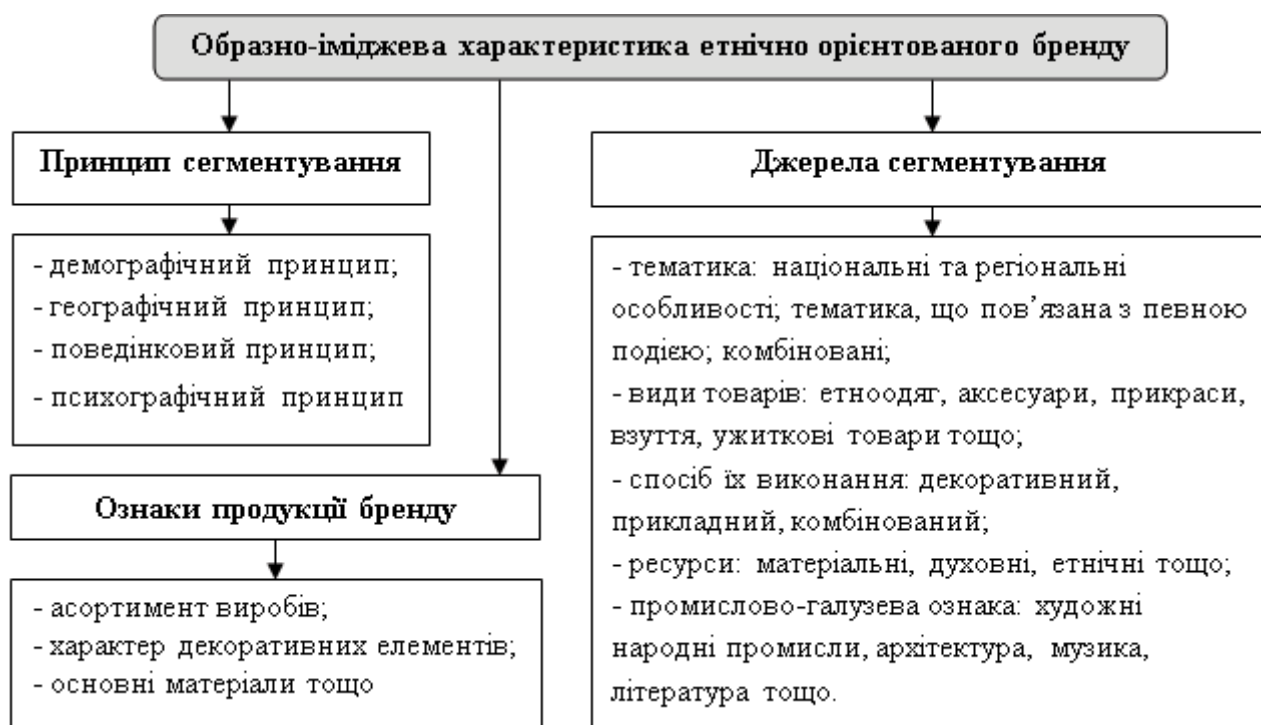 Образно-іміджева характеристика етнічно орієнтованого бренду
Принцип сегментування
- демографічний принцип;
- географічний принцип;
- поведінковий принцип;
- психографічний принцип
Ознаки продукції бренду
- асортимент виробів;
- характер декоративних елементів;
- основні матеріали тощо
Джерела сегментування
- тематика: національні та регіональні
особливості; тематика, що пов’язана з певною
подією; комбіновані;
- види товарів: етноодяг, аксесуари, прикраси,
взуття, ужиткові товари тощо;
- спосіб їх виконання: декоративний,
прикладний, комбінований;
- ресурси: матеріальні, духовні, етнічні тощо;
- промислово-галузева ознака: художні
народні промисли, архітектура, музика,
література тощо.